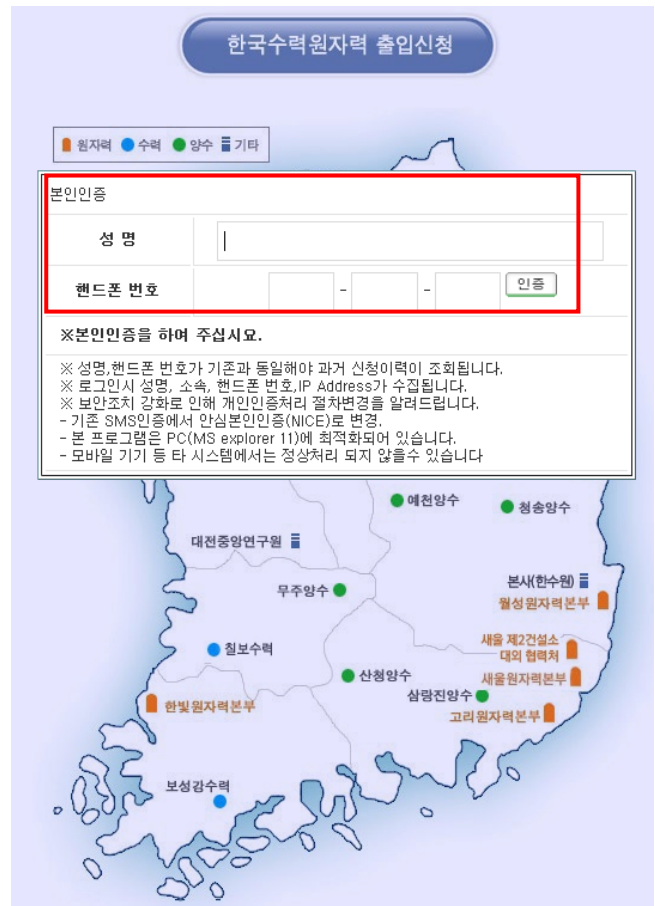 한국수력원자력 출입신청
원자력 수력 양수 기타
본인인증
성 명
핸드폰 번호 - - 인증
※본인인증을 하여 주십시요.
※ 성명,핸드폰 번호가 기존과 동일해야 과거 신청이력이 조회됩니다.
※ 로그인시 성명, 소속, 핸드폰 번호,IP Address가 수집됩니다.
※ 보안조치 강화로 인해 개인인증처리 절차변경을 알려드립니다.
- 기존 SMS인증에서 안심본인인증(NICE)로 변경.
- 본 프로그램은 PC(MS explorer 11)에 최적화되어 있습니다.
- 모바일 기기 등 타 시스템에서는 정상처리 되지 않을수 있습니다
예천양수
청송양수
대전중앙연구원
본사(한수원)
무주양수
월성원자력본부
새울 제2건설소
대외 협력처
칠보수력
산청양수
새울원자력본부
삼랑진양수
한빛원자력본부
고리원자력본부
보성강수력